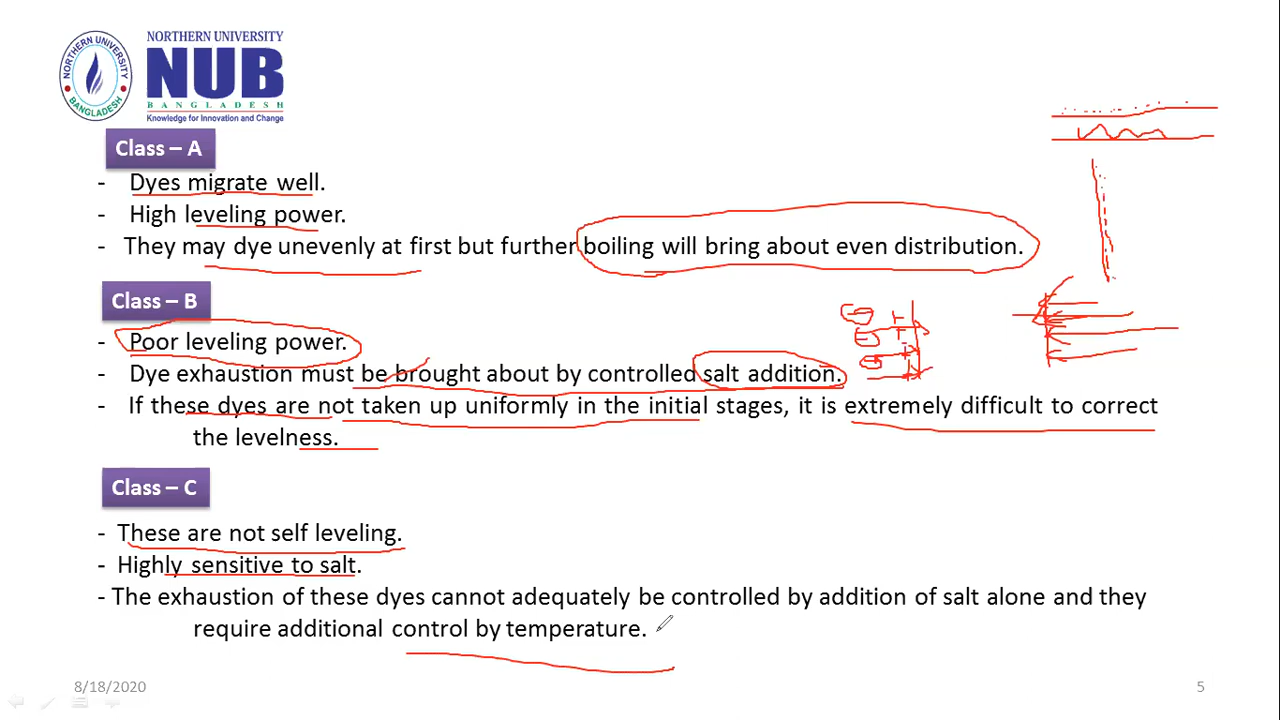 NORTHERN UNIVERSITY
NORTHERN UNIVERSITY
NUB
BANGLADESH
BANGLADESH
Knowledge for Innovation and Change
Class – A
- Dyes migrate well.
- High leveling power.
- They may dye unevenly at first but further boiling will bring about even distribution.
Class – B
- Poor leveling power.
- Dye exhaustion must be brought about by controlled salt addition.
- If these dyes are not taken up uniformly in the initial stages, it is extremely difficult to correct
the levelness.
Class – C
- These are not self leveling.
- Highly sensitive to salt.
- The exhaustion of these dyes cannot adequately be controlled by addition of salt alone and they
require additional control by temperature.
8/18/2020
5